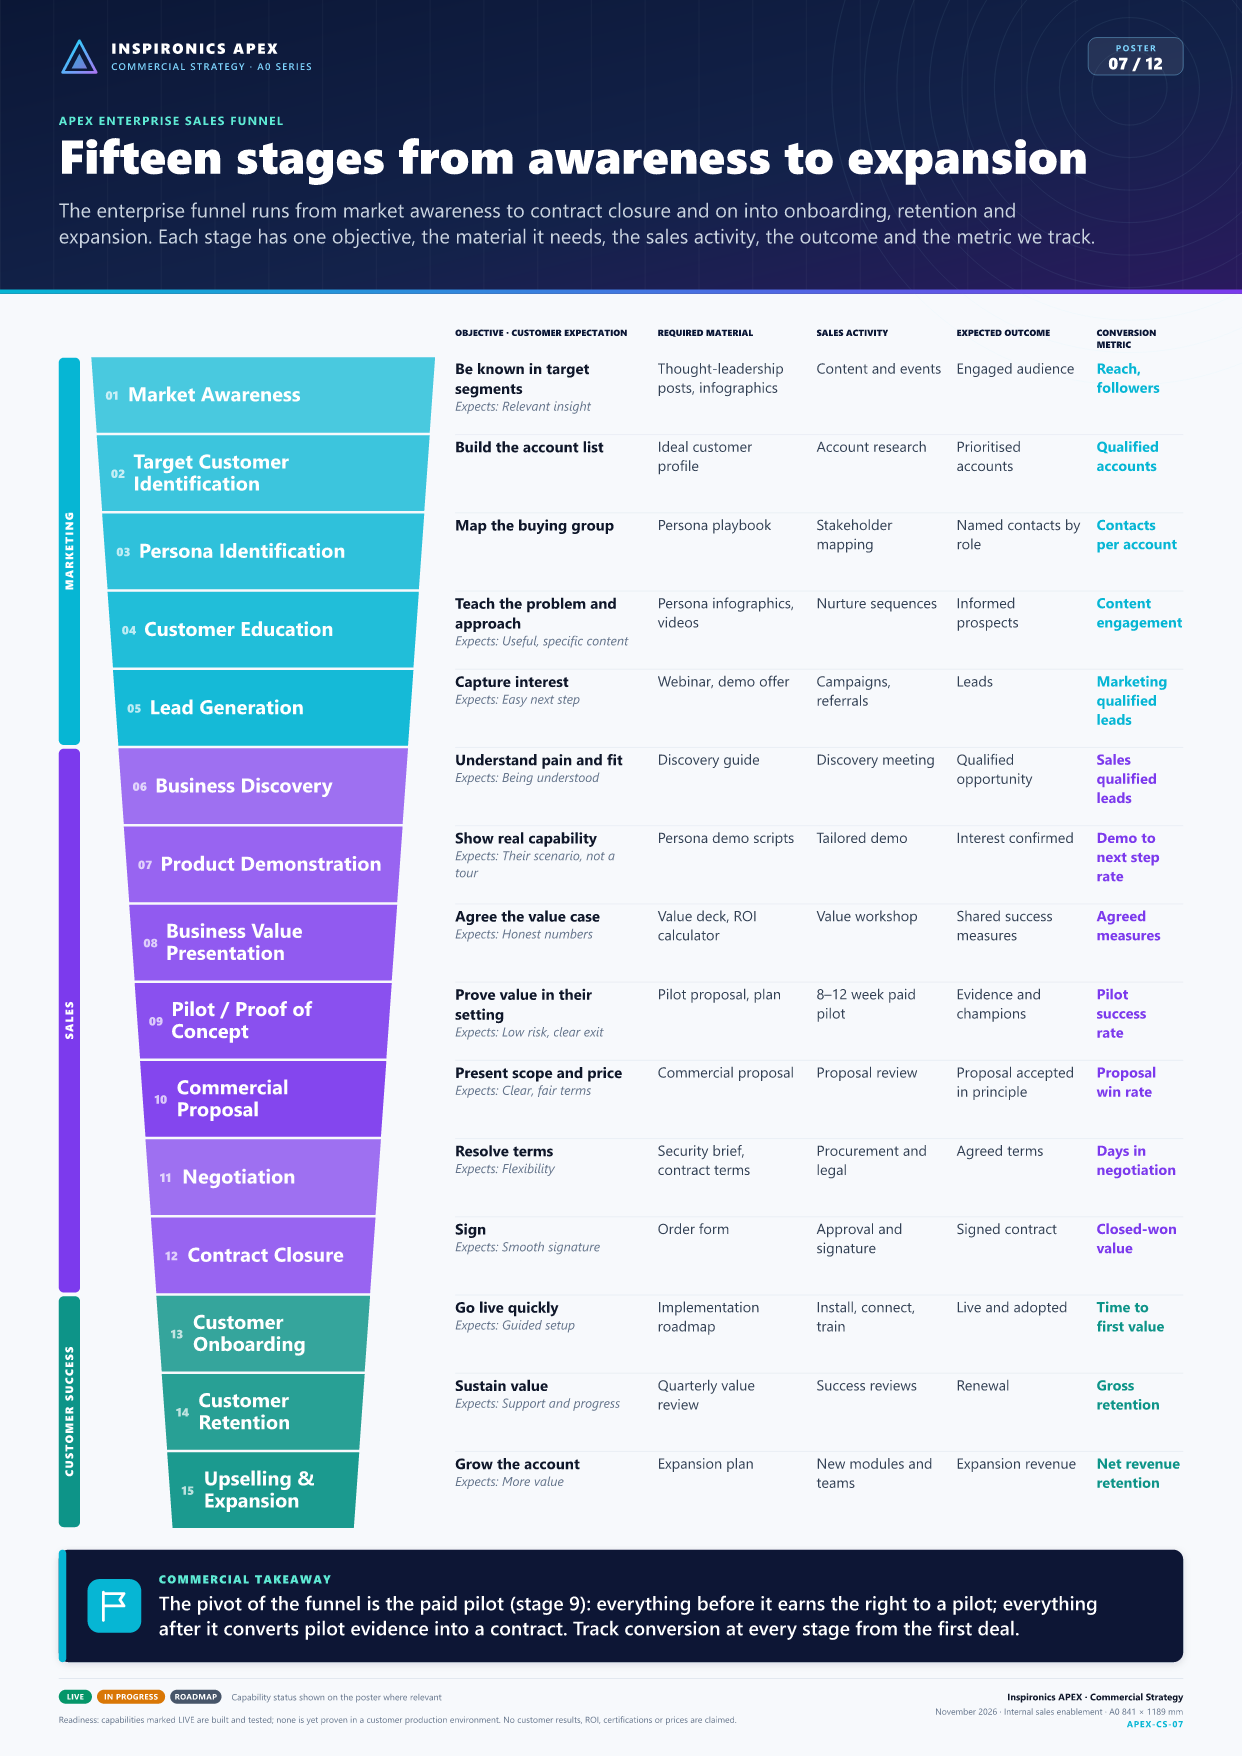 INSPIRONICS APEX
COMMERCIAL STRATEGY · A0 SERIES
POSTER
07 / 12
APEX ENTERPRISE SALES FUNNEL
Fifteen stages from awareness to expansion
The enterprise funnel runs from market awareness to contract closure and on into onboarding, retention and
expansion. Each stage has one objective, the material it needs, the sales activity, the outcome and the metric we track.
OBJECTIVE · CUSTOMER EXPECTATION
REQUIRED MATERIAL
SALES ACTIVITY
EXPECTED OUTCOME
CONVERSION
METRIC
MARKETING
01 Market Awareness
Be known in target
segments
Expects: Relevant insight
Thought-leadership
posts, infographics
Content and events
Engaged audience
Reach,
followers
02 Target Customer
Identification
Build the account list
Ideal customer
profile
Account research
Prioritised
accounts
Qualified
accounts
03 Persona Identification
Map the buying group
Persona playbook
Stakeholder
mapping
Named contacts by
role
Contacts
per account
04 Customer Education
Teach the problem and
approach
Expects: Useful, specific content
Persona infographics,
videos
Nurture sequences
Informed
prospects
Content
engagement
05 Lead Generation
Capture interest
Expects: Easy next step
Webinar, demo offer
Campaigns,
referrals
Leads
Marketing
qualified
leads
SALES
06 Business Discovery
Understand pain and fit
Expects: Being understood
Discovery guide
Discovery meeting
Qualified
opportunity
Sales
qualified
leads
07 Product Demonstration
Show real capability
Expects: Their scenario, not a
tour
Persona demo scripts
Tailored demo
Interest confirmed
Demo to
next step
rate
08 Business Value
Presentation
Agree the value case
Expects: Honest numbers
Value deck, ROI
calculator
Value workshop
Shared success
measures
Agreed
measures
09 Pilot / Proof of
Concept
Prove value in their
setting
Expects: Low risk, clear exit
Pilot proposal, plan
8–12 week paid
pilot
Evidence and
champions
Pilot
success
rate
10 Commercial
Proposal
Present scope and price
Expects: Clear, fair terms
Commercial proposal
Proposal review
Proposal accepted
in principle
Proposal
win rate
11 Negotiation
Resolve terms
Expects: Flexibility
Security brief,
contract terms
Procurement and
legal
Agreed terms
Days in
negotiation
12 Contract Closure
Sign
Expects: Smooth signature
Order form
Approval and
signature
Signed contract
Closed-won
value
CUSTOMER SUCCESS
13 Customer
Onboarding
Go live quickly
Expects: Guided setup
Implementation
roadmap
Install, connect,
train
Live and adopted
Time to
first value
14 Customer
Retention
Sustain value
Expects: Support and progress
Quarterly value
review
Success reviews
Renewal
Gross
retention
15 Upselling &
Expansion
Grow the account
Expects: More value
Expansion plan
New modules and
teams
Expansion revenue
Net revenue
retention
COMMERCIAL TAKEAWAY
The pivot of the funnel is the paid pilot (stage 9): everything before it earns the right to a pilot; everything
after it converts pilot evidence into a contract. Track conversion at every stage from the first deal.
LIVE IN PROGRESS ROADMAP Capability status shown on the poster where relevant
Readiness: capabilities marked LIVE are built and tested; none is yet proven in a customer production environment. No customer results, ROI, certifications or prices are claimed.
Inspironics APEX · Commercial Strategy
November 2026 · Internal sales enablement · A0 841 × 1189 mm
APEX-CS-07